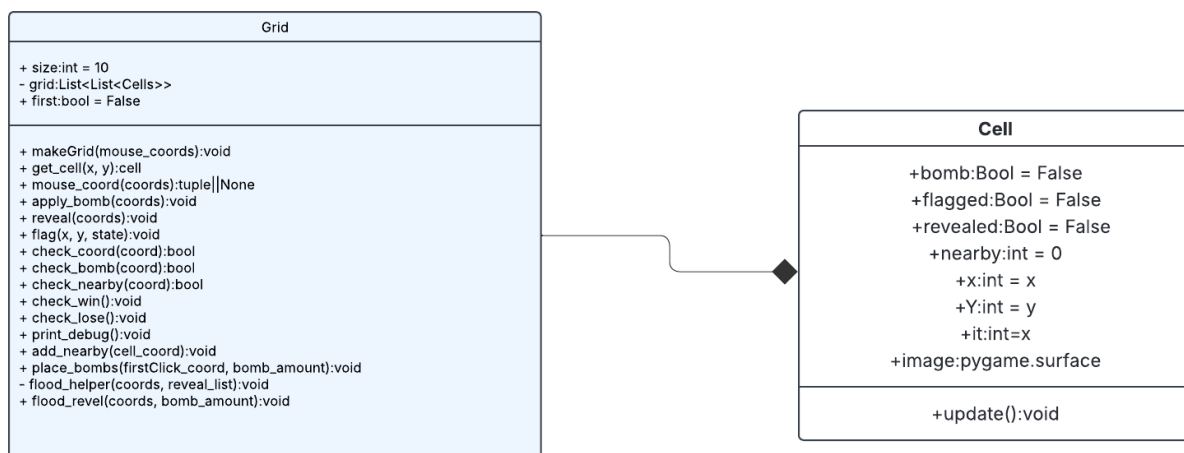 Grid
+ size:int = 10
- grid:List<List<Cells>>
+ first:bool = False
+ makeGrid(mouse_coords):void
+ get_cell(x, y):cell
+ mouse_coord(coords):tuple||None
+ apply_bomb(coords):void
+ reveal(coords):void
+ flag(x, y, state):void
+ check_coord(coord):bool
+ check_bomb(coord):bool
+ check_nearby(coord):bool
+ check_win():void
+ check_lose():void
+ print_debug():void
+ add_nearby(cell_coord):void
+ place_bombs(firstClick_coord, bomb_amount):void
- flood_helper(coords, reveal_list):void
+ flood_revel(coords, bomb_amount):void
Cell
+bomb:Bool = False
+flagged:Bool = False
+revealed:Bool = False
+nearby:int = 0
+x:int = x
+Y:int = y
+it:int=x
+image:pygame.surface
+update():void